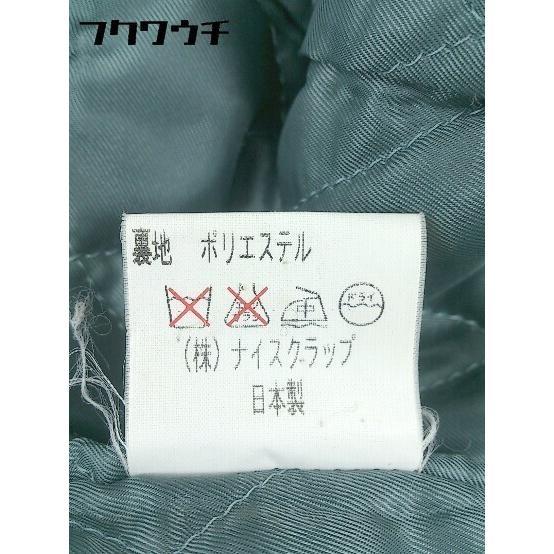 フクワウチ
裏地 ポリエステル
中 ドライ
(株)ナイスクラップ
日本製